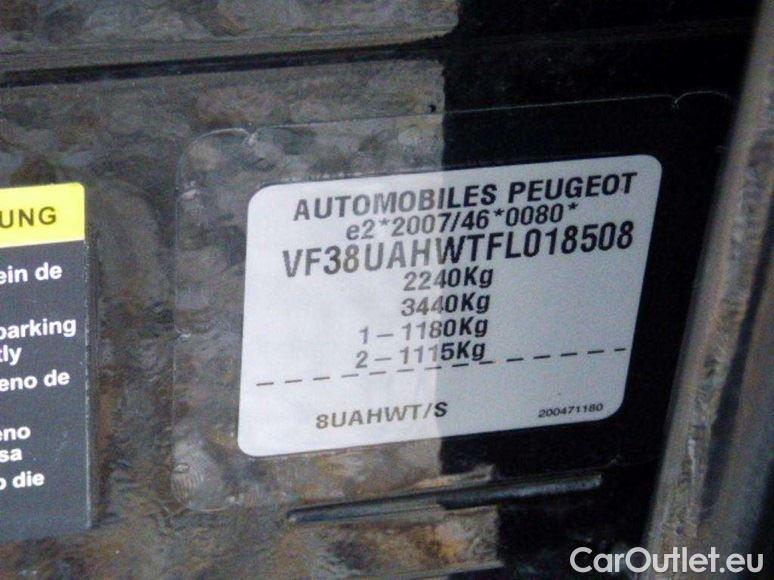 UNG
ein de
parking
tly
eno de
eno
sa
o die
AUTOMOBILES PEUGEOT
e2*2007/46*0080*
VF38UAHWTFL018508
2240Kg
3440Kg
1-1180Kg
2-1115Kg
8UAHWT/S
200471180
CarOutlet.eu